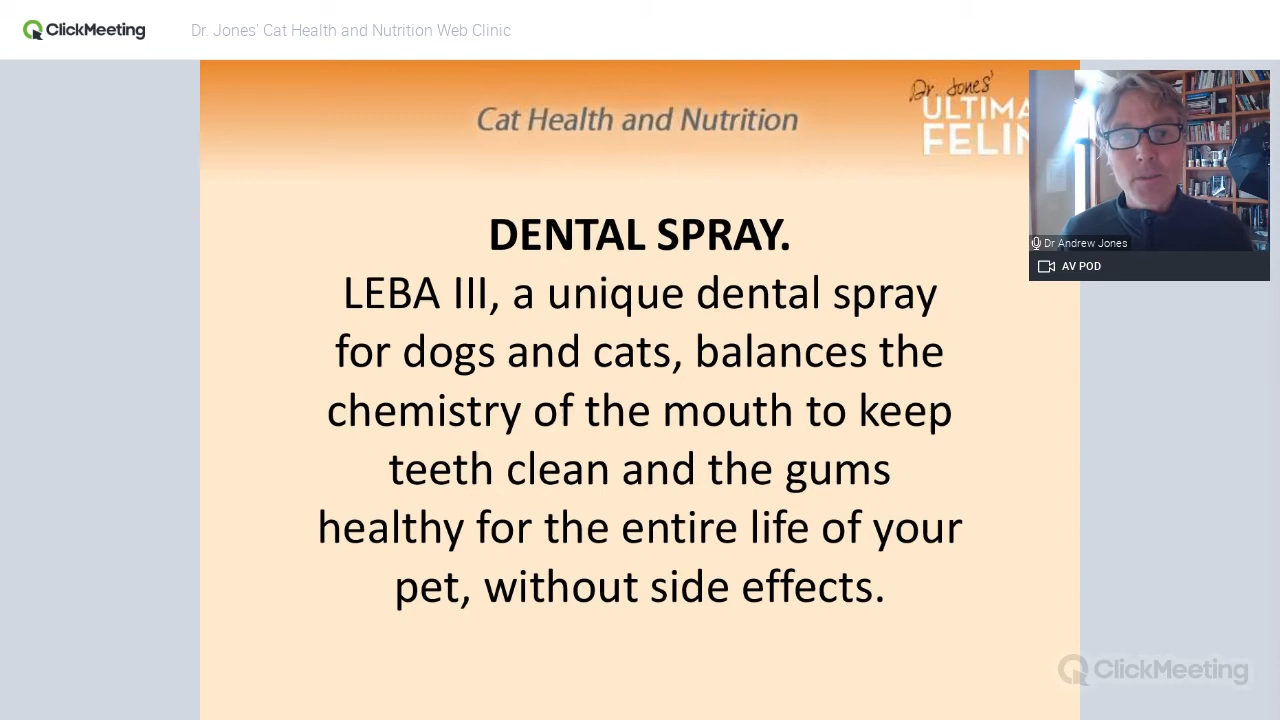 ClickMeeting
Dr. Jones' Cat Health and Nutrition Web Clinic
Cat Health and Nutrition
Dr. Jones'
DENTAL SPRAY.
LEBA III, a unique dental spray
for dogs and cats, balances the
chemistry of the mouth to keep
teeth clean and the gums
healthy for the entire life of your
pet, without side effects.
Dr Andrew Jones
AV POD
ClickMeeting